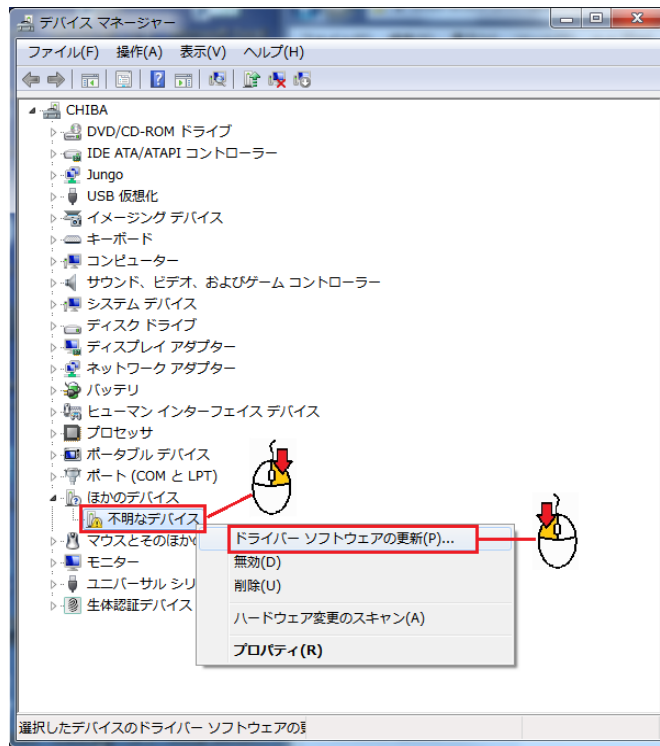 デバイス マネージャー
ファイル(F) 操作(A) 表示(V) ヘルプ(H)
CHIBA
DVD/CD-ROM ドライブ
IDE ATA/ATAPI コントローラー
Jungo
USB 仮想化
イメージング デバイス
キーボード
コンピューター
サウンド、ビデオ、およびゲーム コントローラー
システム デバイス
ディスク ドライブ
ディスプレイ アダプター
ネットワーク アダプター
バッテリ
ヒューマン インターフェイス デバイス
プロセッサ
ポータブル デバイス
ポート (COM と LPT)
ほかのデバイス
不明なデバイス
マウスとそのほか
モニター
ユニバーサル シリ
生体認証デバイス
ドライバー ソフトウェアの更新(P)...
無効(D)
削除(U)
ハードウェア変更のスキャン(A)
プロパティ(R)
選択したデバイスのドライバー ソフトウェアの